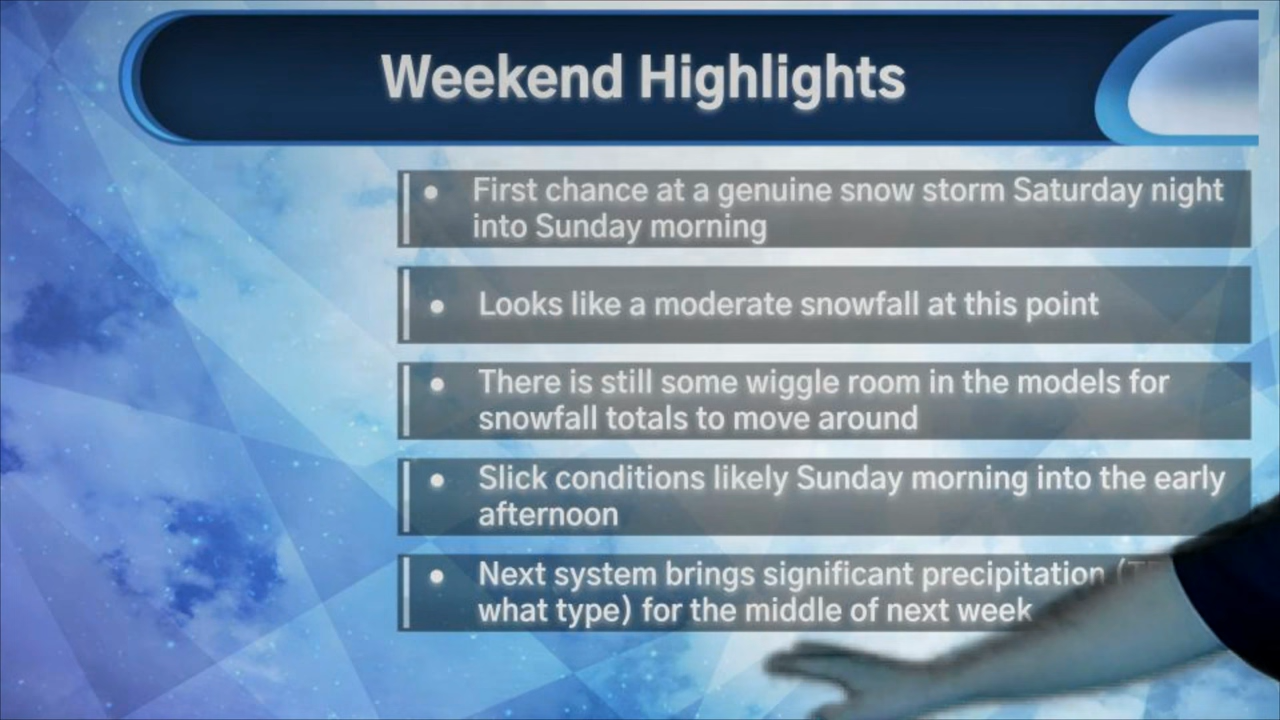 Weekend Highlights
• First chance at a genuine snow storm Saturday night
into Sunday morning
• Looks like a moderate snowfall at this point
• There is still some wiggle room in the models for
snowfall totals to move around
• Slick conditions likely Sunday morning into the early
afternoon
• Next system brings significant precipitation
what type) for the middle of next week